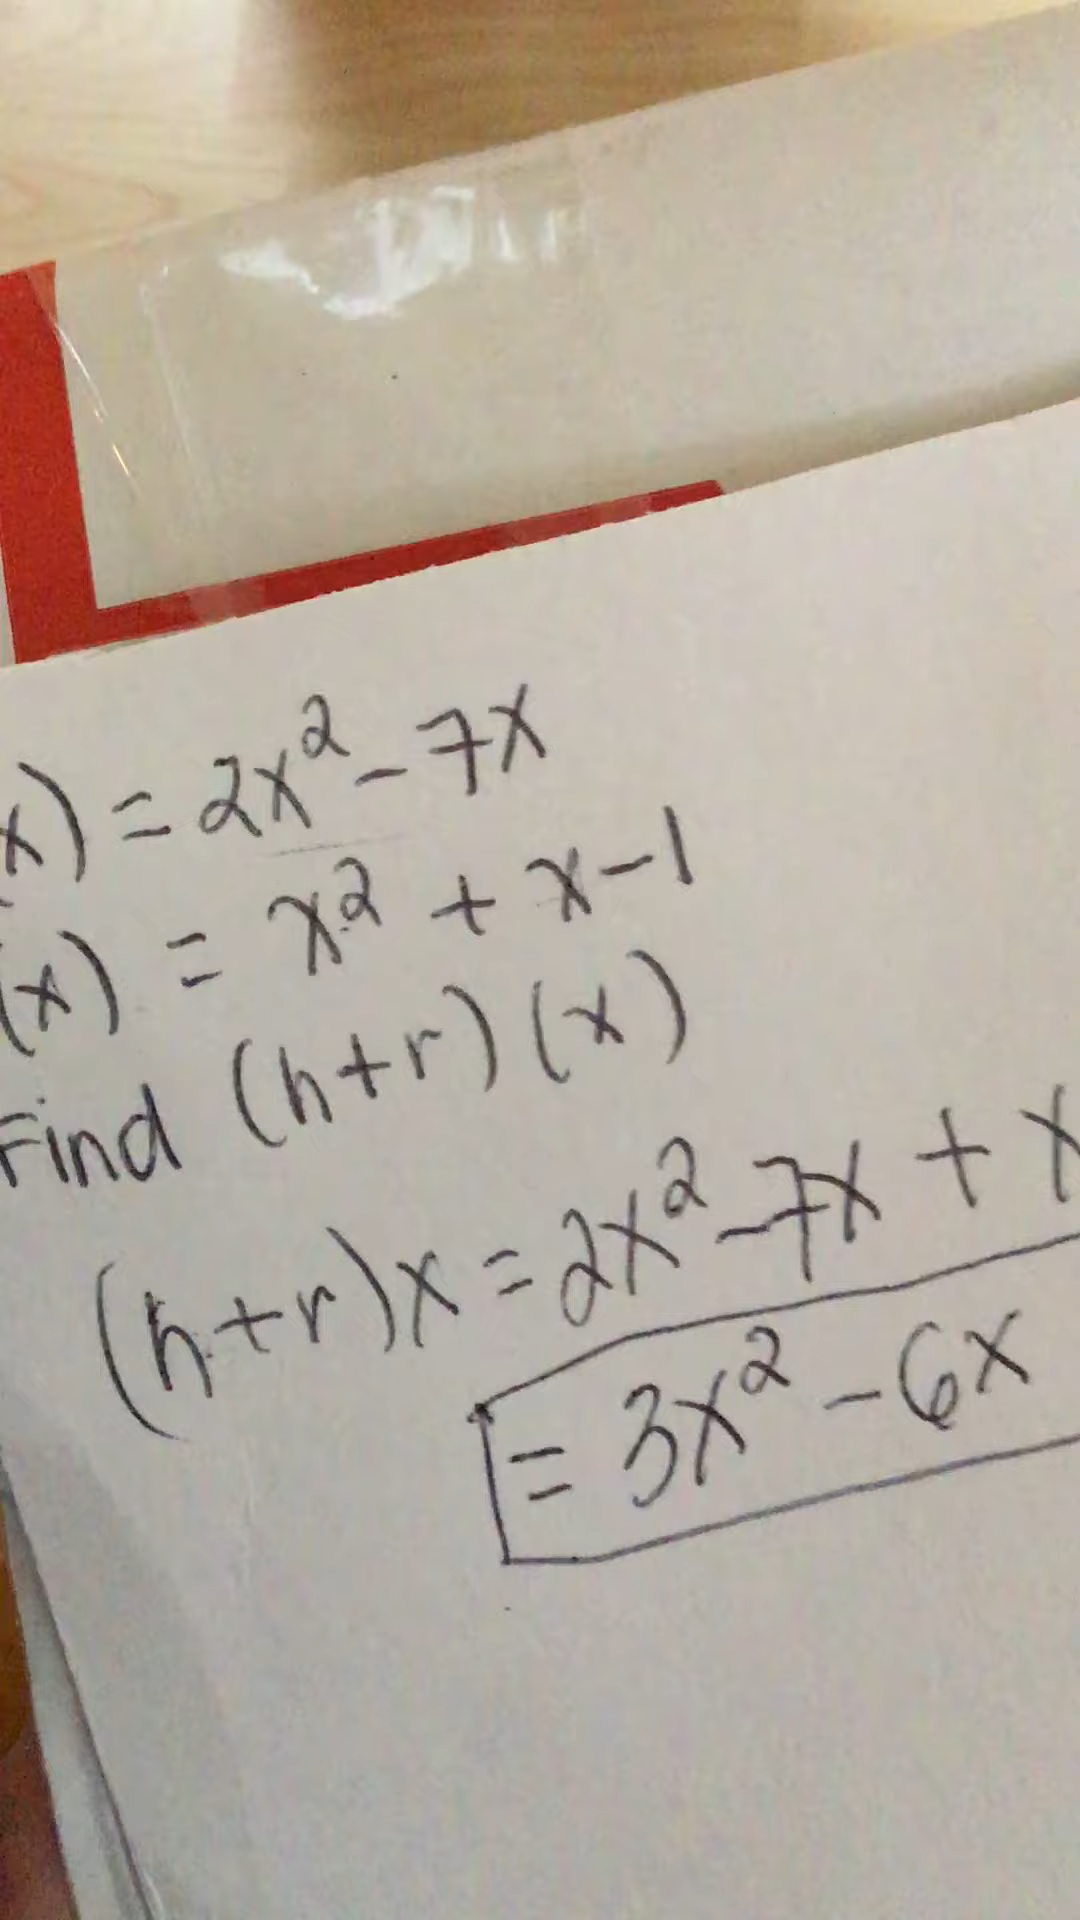 x) = 2x² - 7x
(x) = x² + x - 1
Find (h+r)(x)
(h+r)x = 2x² - 7x + x
= 3x² - 6x